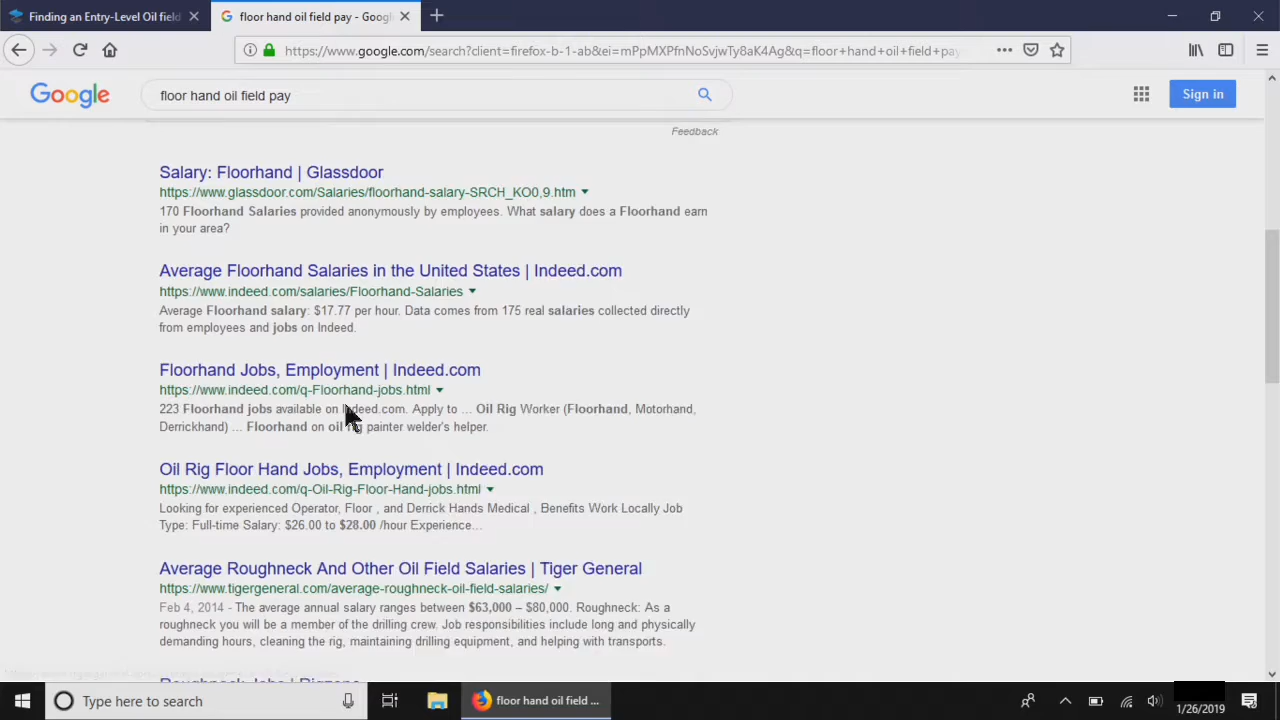 Finding an Entry-Level Oil field
floor hand oil field pay - Google
https://www.google.com/search?client=firefox-b-1-ab&ei=mPpMXPfnNoSvjwTy8aK4Ag&q=floor+hand+oil+field+pay
Google
floor hand oil field pay
Sign in
Feedback
Salary: Floorhand | Glassdoor
https://www.glassdoor.com/Salaries/floorhand-salary-SRCH_KO0,9.htm
170 Floorhand Salaries provided anonymously by employees. What salary does a Floorhand earn
in your area?
Average Floorhand Salaries in the United States | Indeed.com
https://www.indeed.com/salaries/Floorhand-Salaries
Average Floorhand salary: $17.77 per hour. Data comes from 175 real salaries collected directly
from employees and jobs on Indeed.
Floorhand Jobs, Employment | Indeed.com
https://www.indeed.com/q-Floorhand-jobs.html
223 Floorhand jobs available on Indeed.com. Apply to ... Oil Rig Worker (Floorhand, Motorhand,
Derrickhand) ... Floorhand on oil rig painter welder's helper.
Oil Rig Floor Hand Jobs, Employment | Indeed.com
https://www.indeed.com/q-Oil-Rig-Floor-Hand-jobs.html
Looking for experienced Operator, Floor , and Derrick Hands Medical , Benefits Work Locally Job
Type: Full-time Salary: $26.00 to $28.00 /hour Experience...
Average Roughneck And Other Oil Field Salaries | Tiger General
https://www.tigergeneral.com/average-roughneck-oil-field-salaries/
Feb 4, 2014 - The average annual salary ranges between $63,000 – $80,000. Roughneck: As a
roughneck you will be a member of the drilling crew. Job responsibilities include long and physically
demanding hours, cleaning the rig, maintaining drilling equipment, and helping with transports.
Roughneck Jobs | Rigzone
Type here to search
floor hand oil field ...
1/26/2019